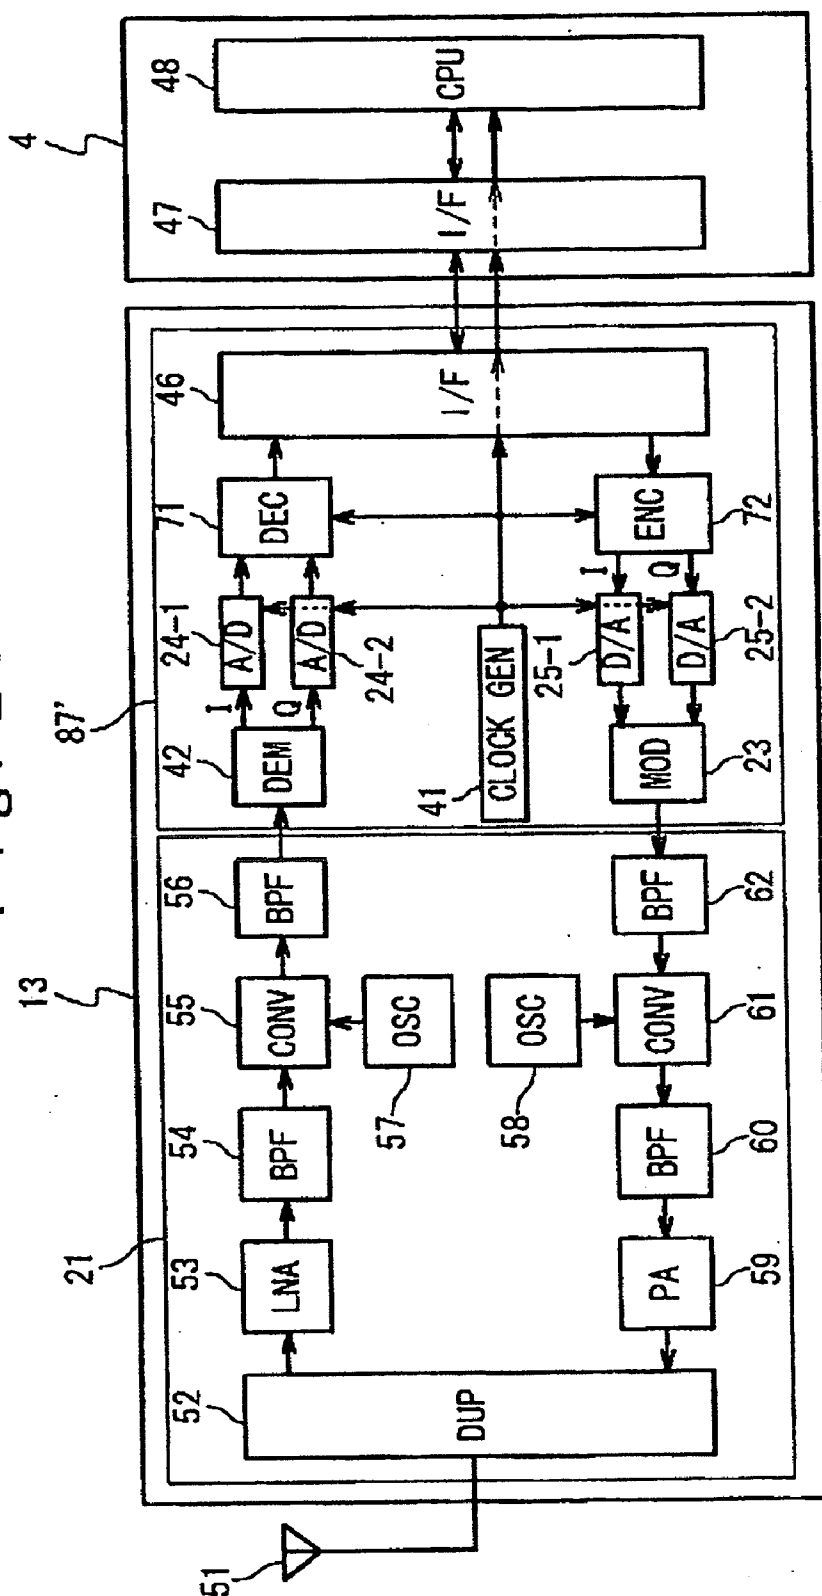 13
21
87'
4
51
52
DUP
53
LNA
54
BPF
55
CONV
56
BPF
57
OSC
58
OSC
59
PA
60
BPF
61
CONV
62
BPF
42
DEM
I
Q
24-1
A/D
A/D
24-2
71
DEC
41
CLOCK GEN
23
MOD
25-1
D/A
D/A
25-2
I
Q
ENC
72
46
I/F
47
I/F
48
CPU